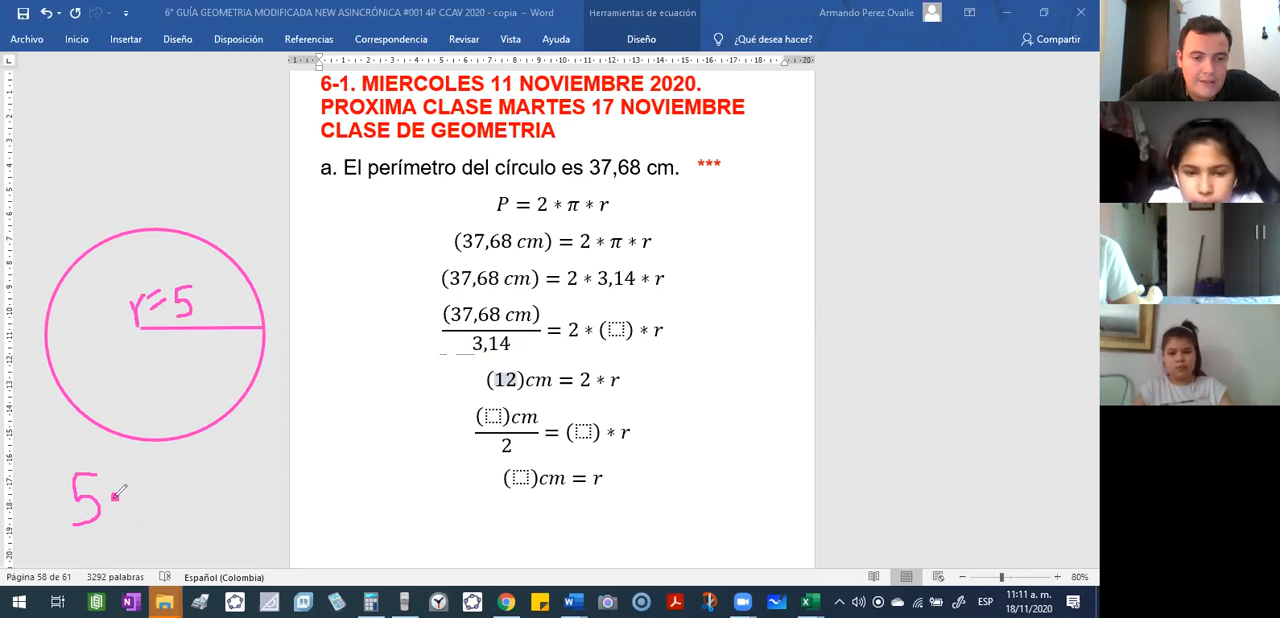 6° GUÍA GEOMETRIA MODIFICADA NEW ASINCRÓNICA #001 4P CCAV 2020 - copia - Word
Herramientas de ecuación
Armando Perez Ovalle
Archivo Inicio Insertar Diseño Disposición Referencias Correspondencia Revisar Vista Ayuda Diseño ¿Qué desea hacer? Compartir
6-1. MIERCOLES 11 NOVIEMBRE 2020.
PROXIMA CLASE MARTES 17 NOVIEMBRE
CLASE DE GEOMETRIA
a. El perímetro del círculo es 37,68 cm. ***
P = 2 * π * r
(37,68 cm) = 2 * π * r
(37,68 cm) = 2 * 3,14 * r
(37,68 cm)
3,14
= 2 * (⬚) * r
(12)cm = 2 * r
(⬚)cm
2
= (⬚) * r
(⬚)cm = r
r=5
5
Página 58 de 61 3292 palabras Español (Colombia) 80%
ESP
11:11 a. m.
18/11/2020